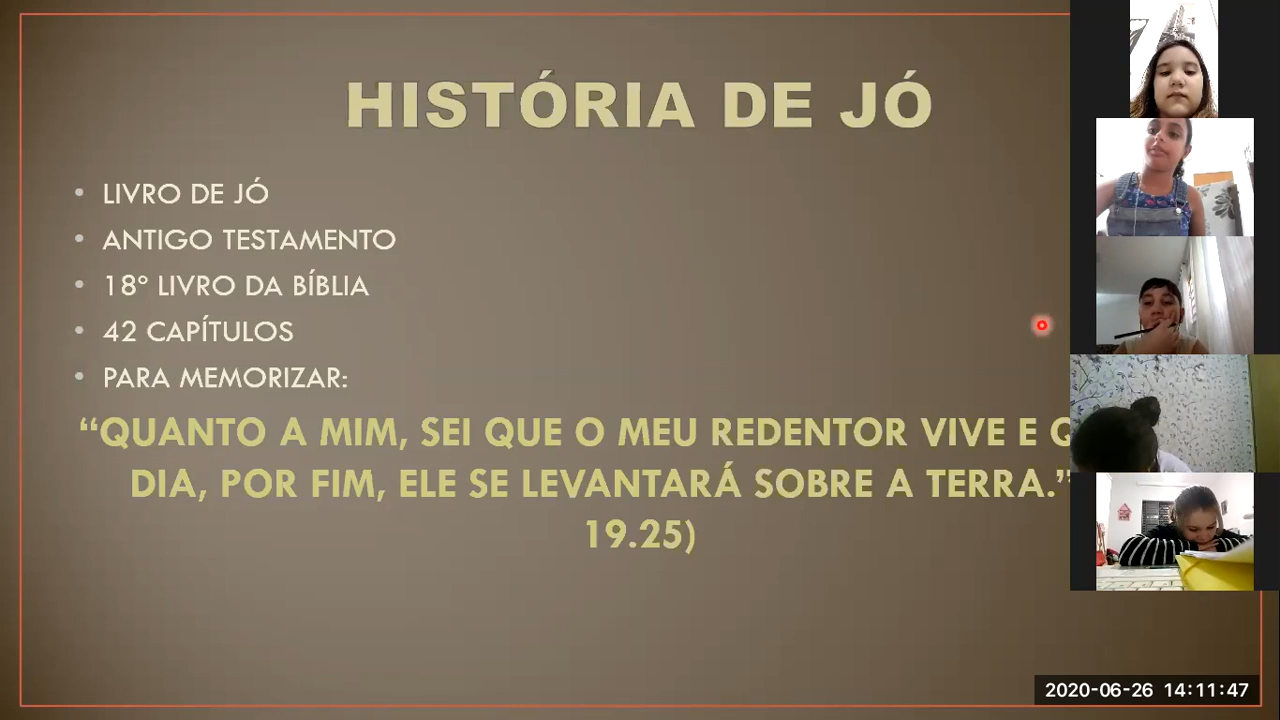 HISTÓRIA DE JÓ
• LIVRO DE JÓ
• ANTIGO TESTAMENTO
• 18º LIVRO DA BÍBLIA
• 42 CAPÍTULOS
• PARA MEMORIZAR:
“QUANTO A MIM, SEI QUE O MEU REDENTOR VIVE E
DIA, POR FIM, ELE SE LEVANTARÁ SOBRE A TERRA.”
19.25)
2020-06-26 14:11:47